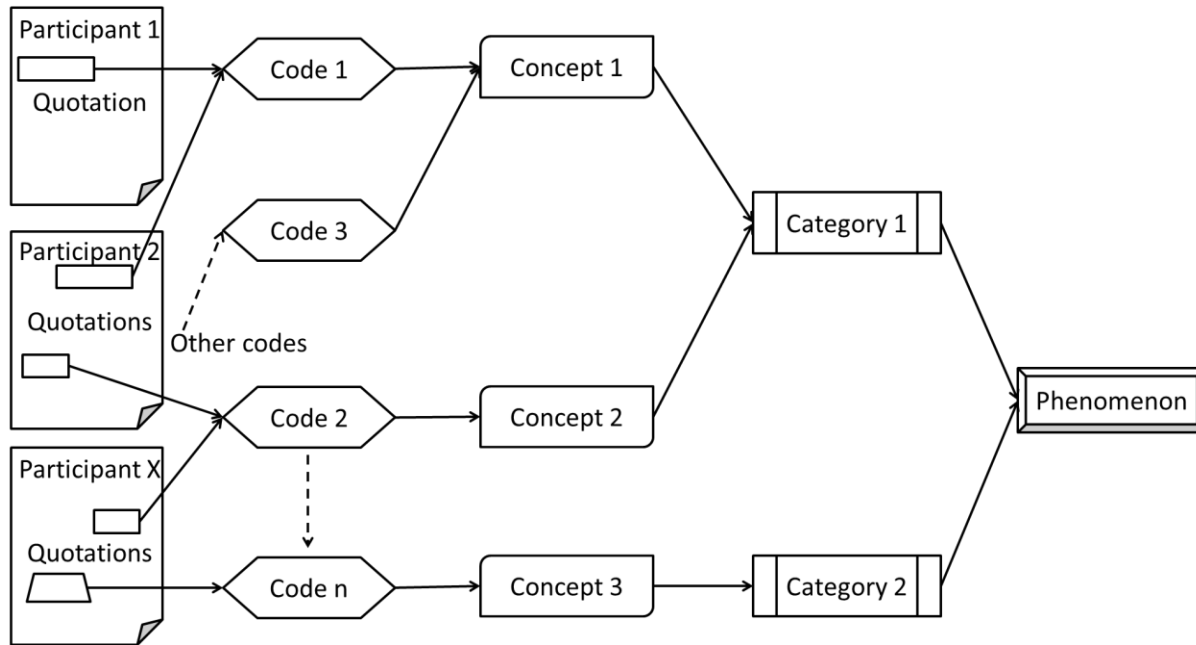 Participant 1
Quotation
Code 1
Concept 1
Code 3
Category 1
Participant 2
Quotations
Other codes
Code 2
Concept 2
Phenomenon
Participant X
Quotations
Code n
Concept 3
Category 2